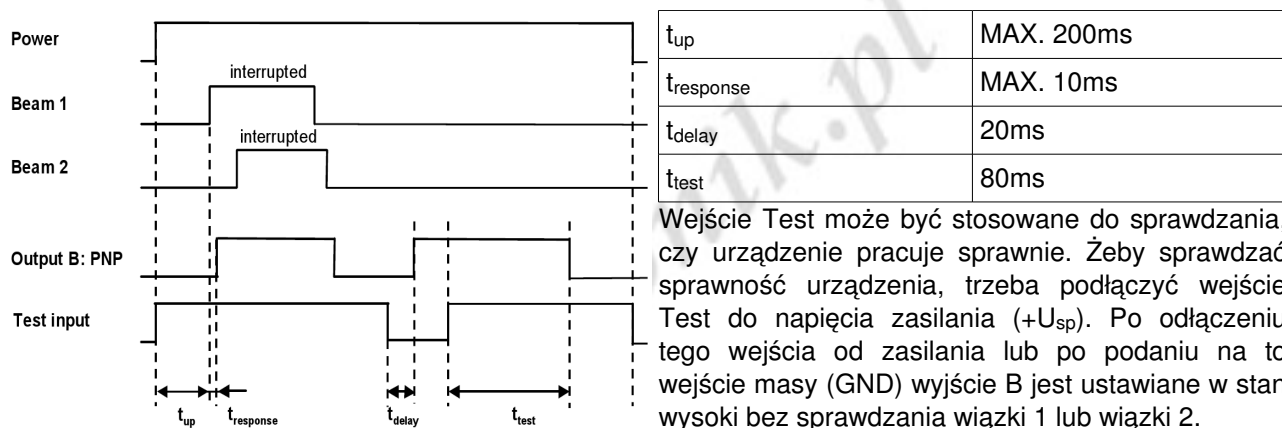 Power
interrupted
Beam 1
interrupted
Beam 2
Output B: PNP
Test input
tup
tresponse
tdelay
ttest
tup MAX. 200ms
tresponse MAX. 10ms
tdelay 20ms
ttest 80ms
Wejście Test może być stosowane do sprawdzania,
czy urządzenie pracuje sprawnie. Żeby sprawdzać
sprawność urządzenia, trzeba podłączyć wejście
Test do napięcia zasilania (+Usp). Po odłączeniu
tego wejścia od zasilania lub po podaniu na to
wejście masy (GND) wyjście B jest ustawiane w stan
wysoki bez sprawdzania wiązki 1 lub wiązki 2.
nik.pl